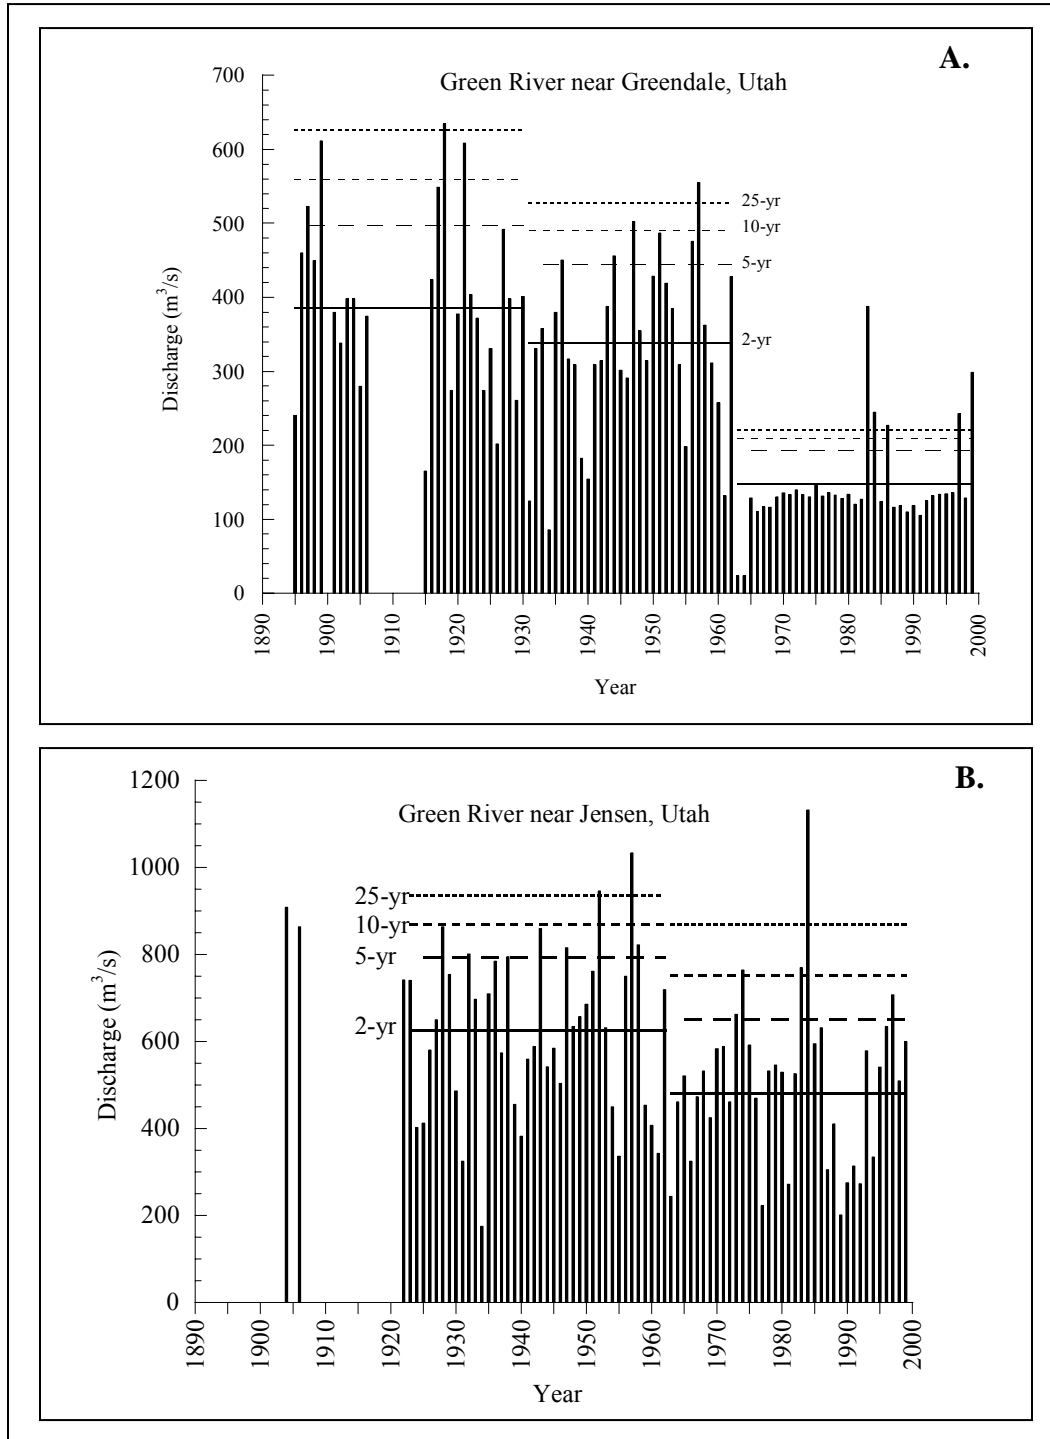 A.
Green River near Greendale, Utah
700
600
500
400
300
200
100
0
Discharge (m³/s)
25-yr
10-yr
5-yr
2-yr
1890
1900
1910
1920
1930
1940
1950
1960
1970
1980
1990
2000
Year
B.
Green River near Jensen, Utah
1200
1000
800
600
400
200
0
Discharge (m³/s)
25-yr
10-yr
5-yr
2-yr
1890
1900
1910
1920
1930
1940
1950
1960
1970
1980
1990
2000
Year